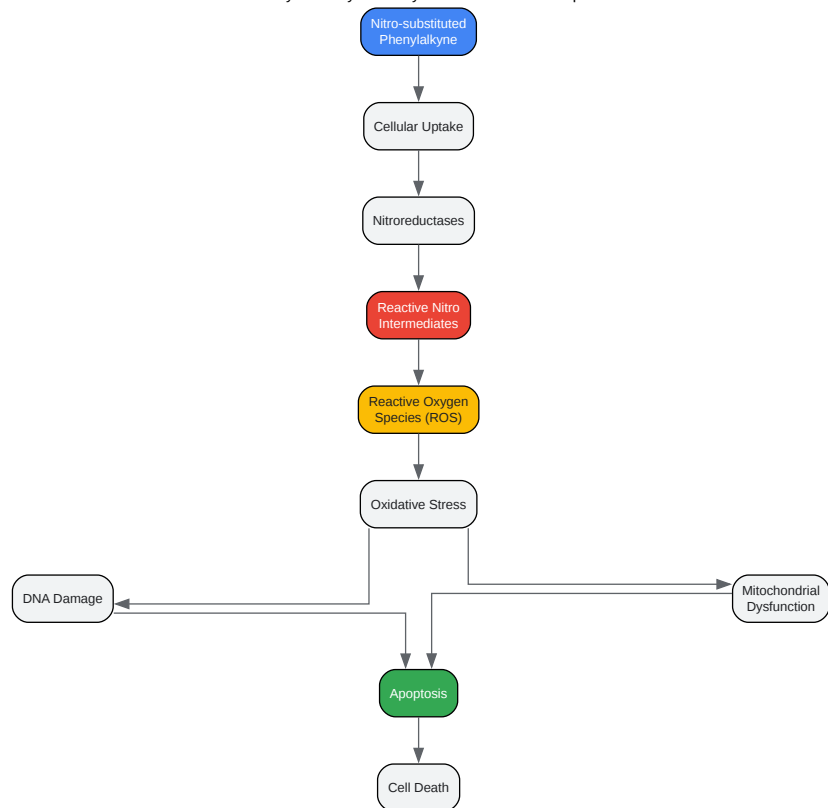 Nitro-substituted
Phenylalkyne
Cellular Uptake
Nitroreductases
Reactive Nitro
Intermediates
Reactive Oxygen
Species (ROS)
Oxidative Stress
DNA Damage
Mitochondrial
Dysfunction
Apoptosis
Cell Death